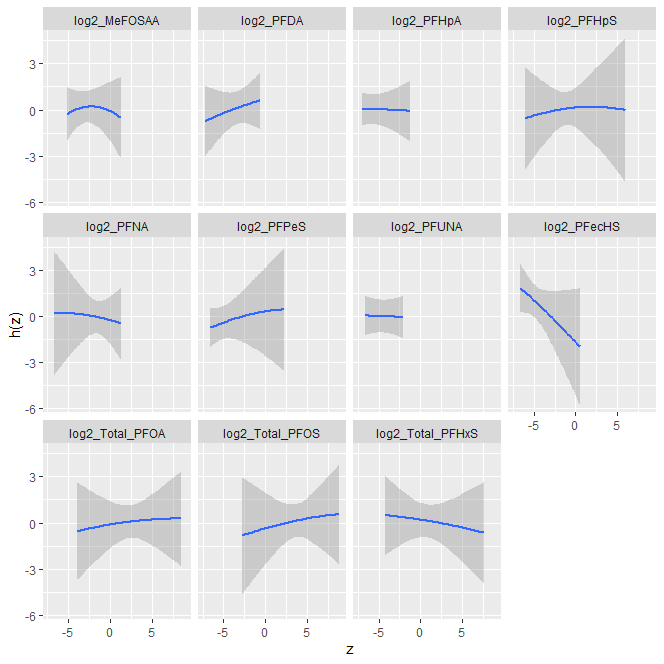 log2_MeFOSAA log2_PFDA log2_PFHpA log2_PFHpS
3
0
-3
-6
log2_PFNA log2_PFPeS log2_PFUNA log2_PFecHS
3
0
-3
-6
h(z)
-5 0 5
log2_Total_PFOA log2_Total_PFOS log2_Total_PFHxS
3
0
-3
-6
-5 0 5 -5 0 5 -5 0 5
z